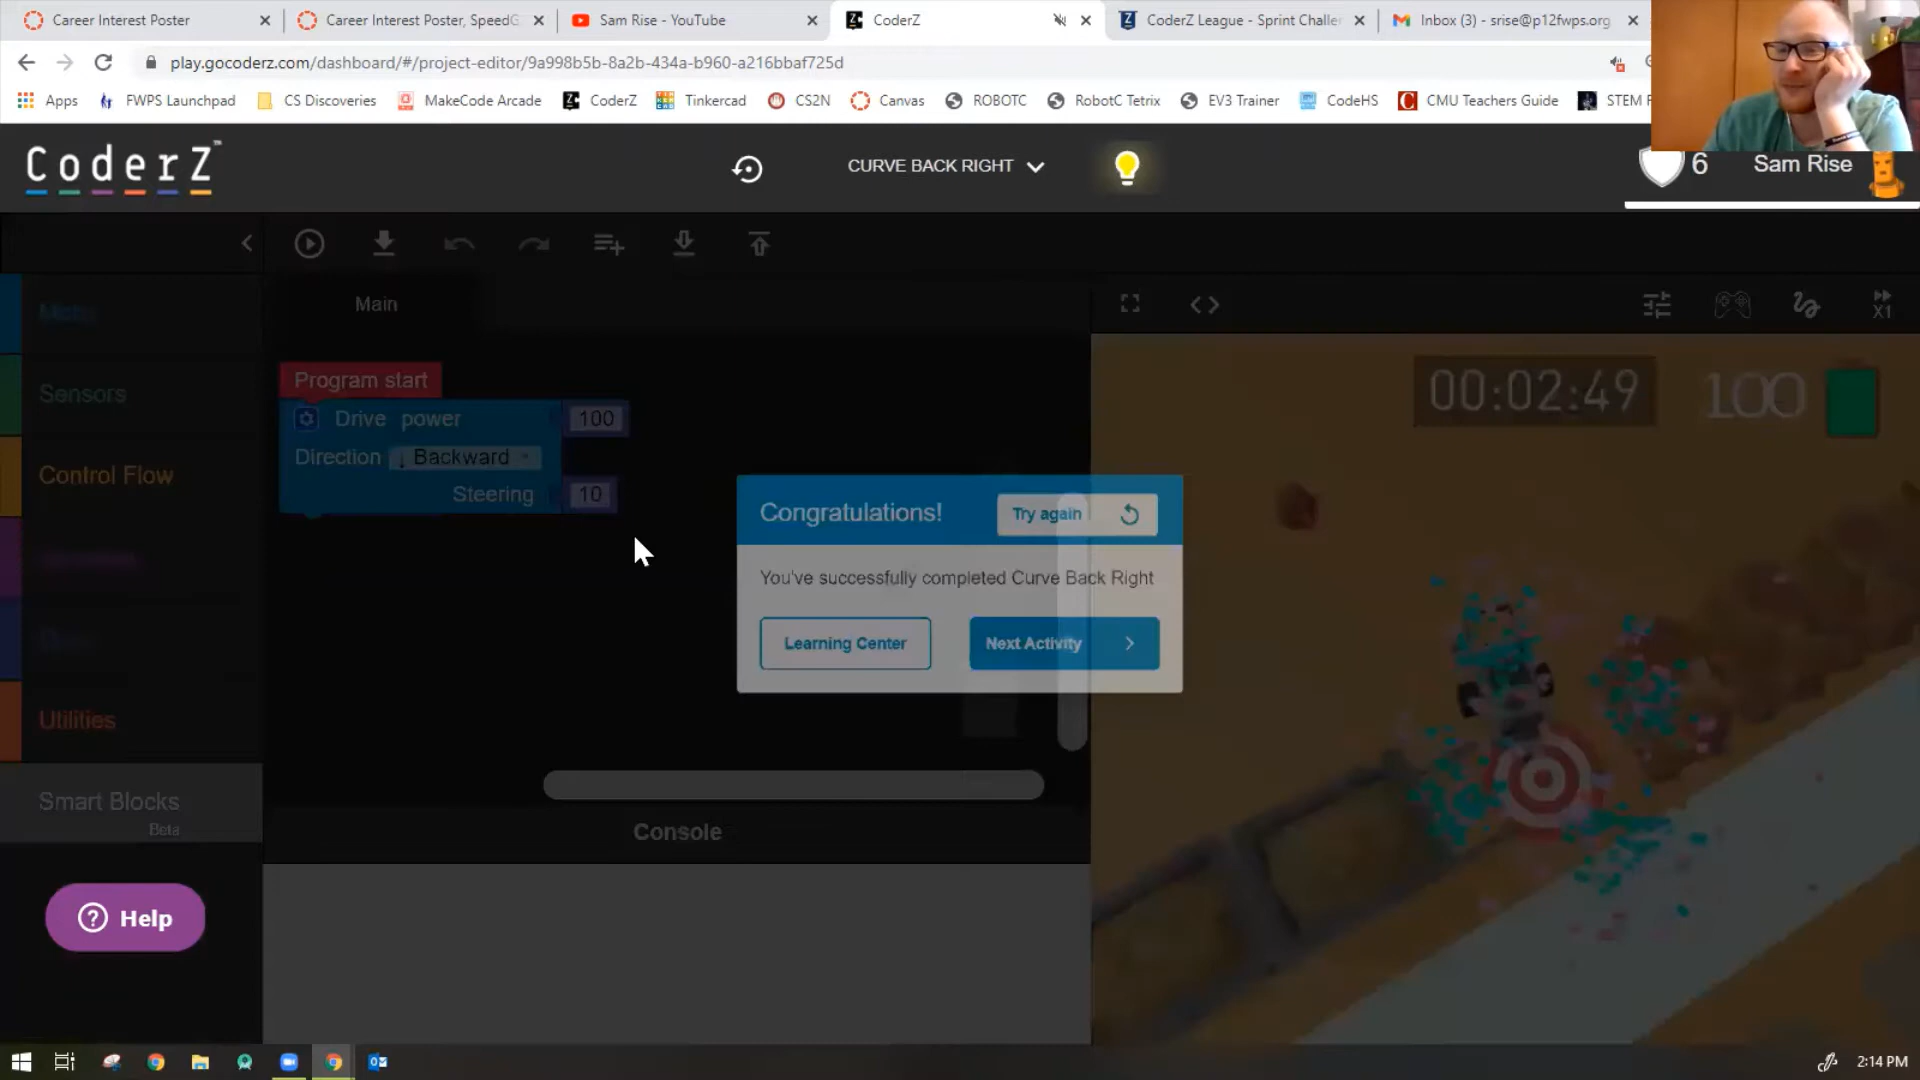 Career Interest Poster
Career Interest Poster, SpeedG
Sam Rise - YouTube
CoderZ
CoderZ League - Sprint Challe
Inbox (3) - srise@p12fwps.org
play.gocoderz.com/dashboard/#/project-editor/9a998b5b-8a2b-434a-b960-a216bbaf725d
Apps
FWPS Launchpad
CS Discoveries
MakeCode Arcade
CoderZ
Tinkercad
CS2N
Canvas
ROBOTC
RobotC Tetrix
EV3 Trainer
CodeHS
CMU Teachers Guide
STEM F
CoderZ™
CURVE BACK RIGHT
6
Sam Rise
Main
X1
Sensors
Control Flow
Utilities
Smart Blocks
Beta
Program start
Drive power 100
Direction Backward
Steering 10
00:02:49
100
Congratulations!
Try again
You've successfully completed Curve Back Right
Learning Center
Next Activity
Console
Help
2:14 PM